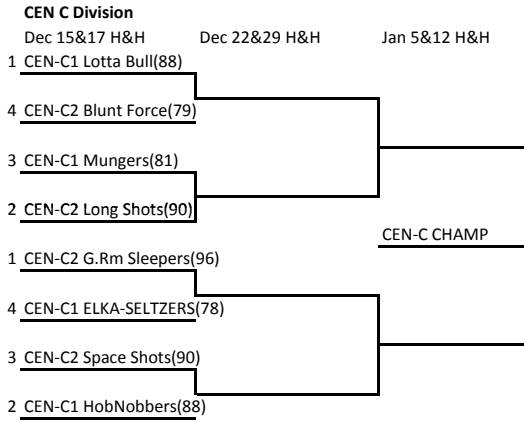 CEN C Division
Dec 15&17 H&H Dec 22&29 H&H Jan 5&12 H&H
1 CEN-C1 Lotta Bull(88)
4 CEN-C2 Blunt Force(79)
3 CEN-C1 Mungers(81)
2 CEN-C2 Long Shots(90)
CEN-C CHAMP
1 CEN-C2 G.Rm Sleepers(96)
4 CEN-C1 ELKA-SELTZERS(78)
3 CEN-C2 Space Shots(90)
2 CEN-C1 HobNobbers(88)